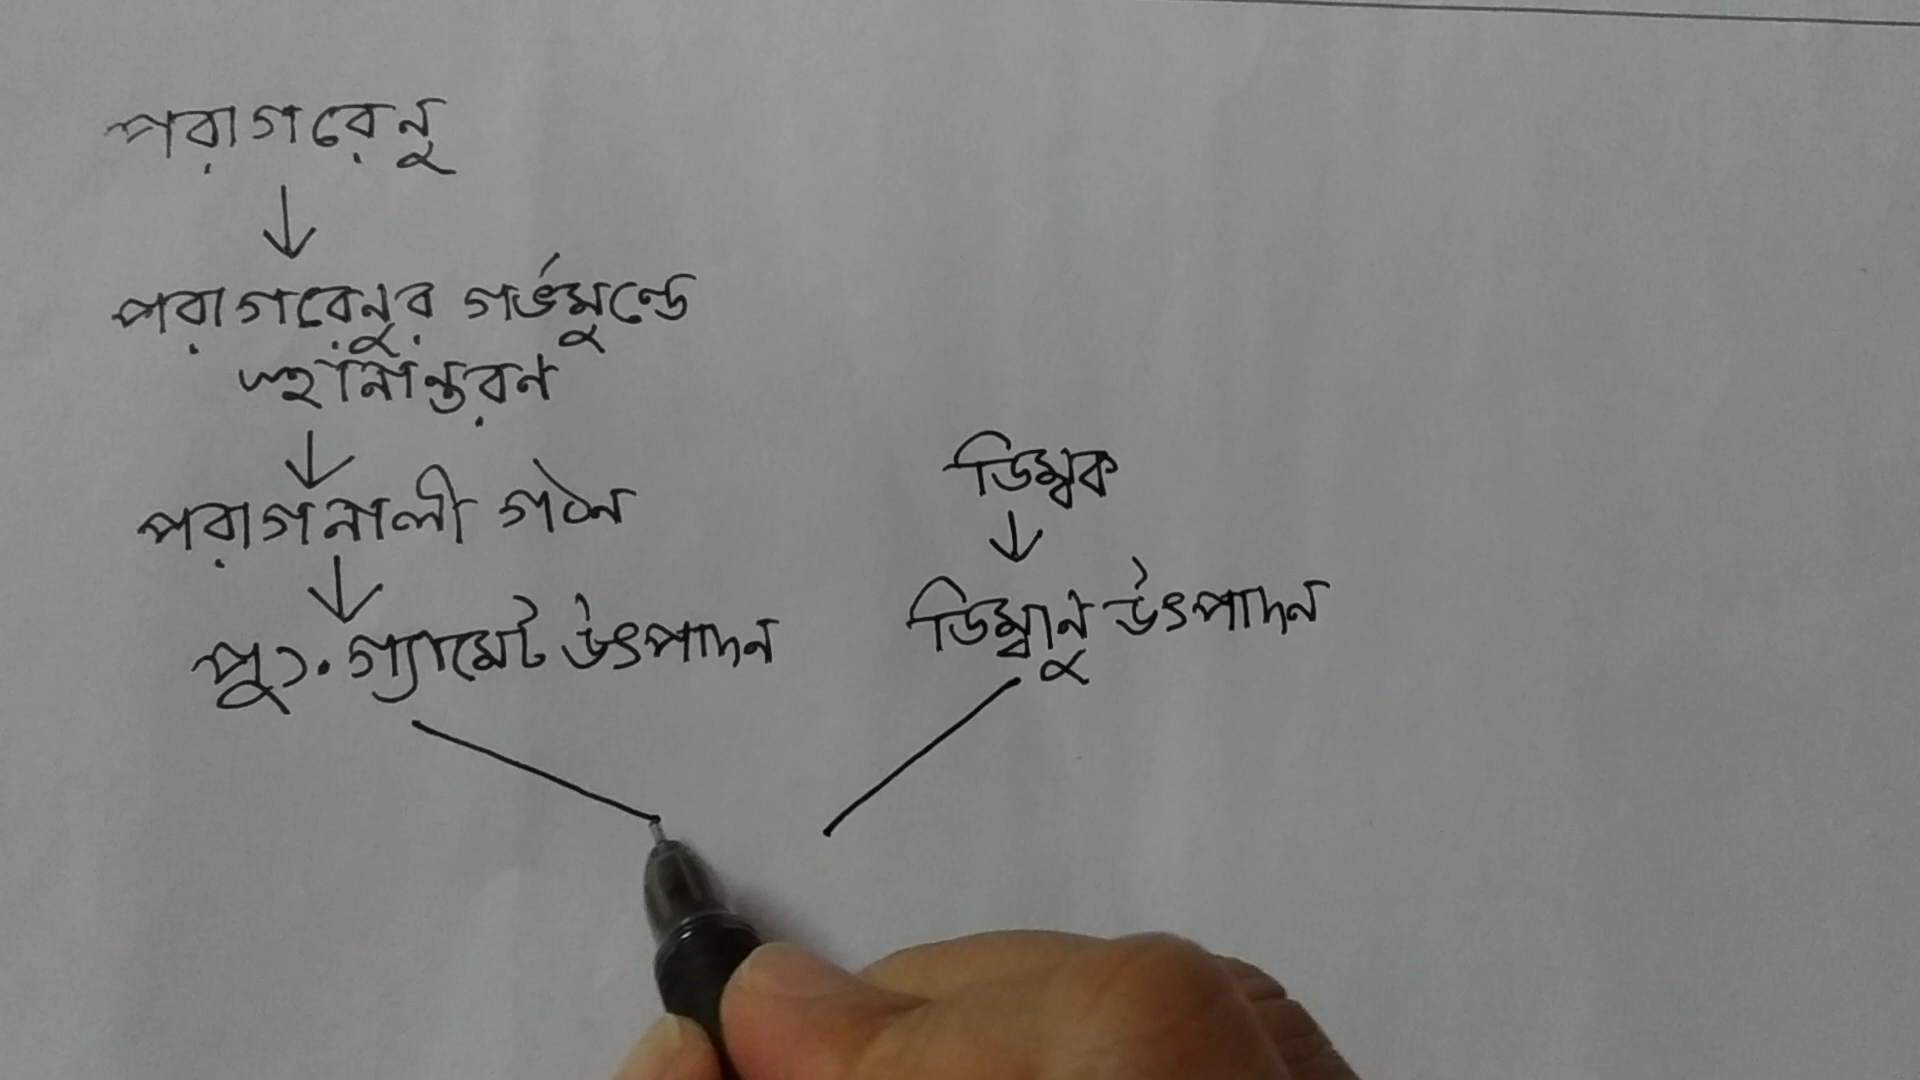 পরাগরেনু
↓
পরাগরেনুর গর্ভমুন্ডে
স্হানান্তরন
↓
পরাগনালী গঠন
↓
পুং.গ্যামেট উৎপাদন
ডিম্বক
↓
ডিম্বানু উৎপাদন